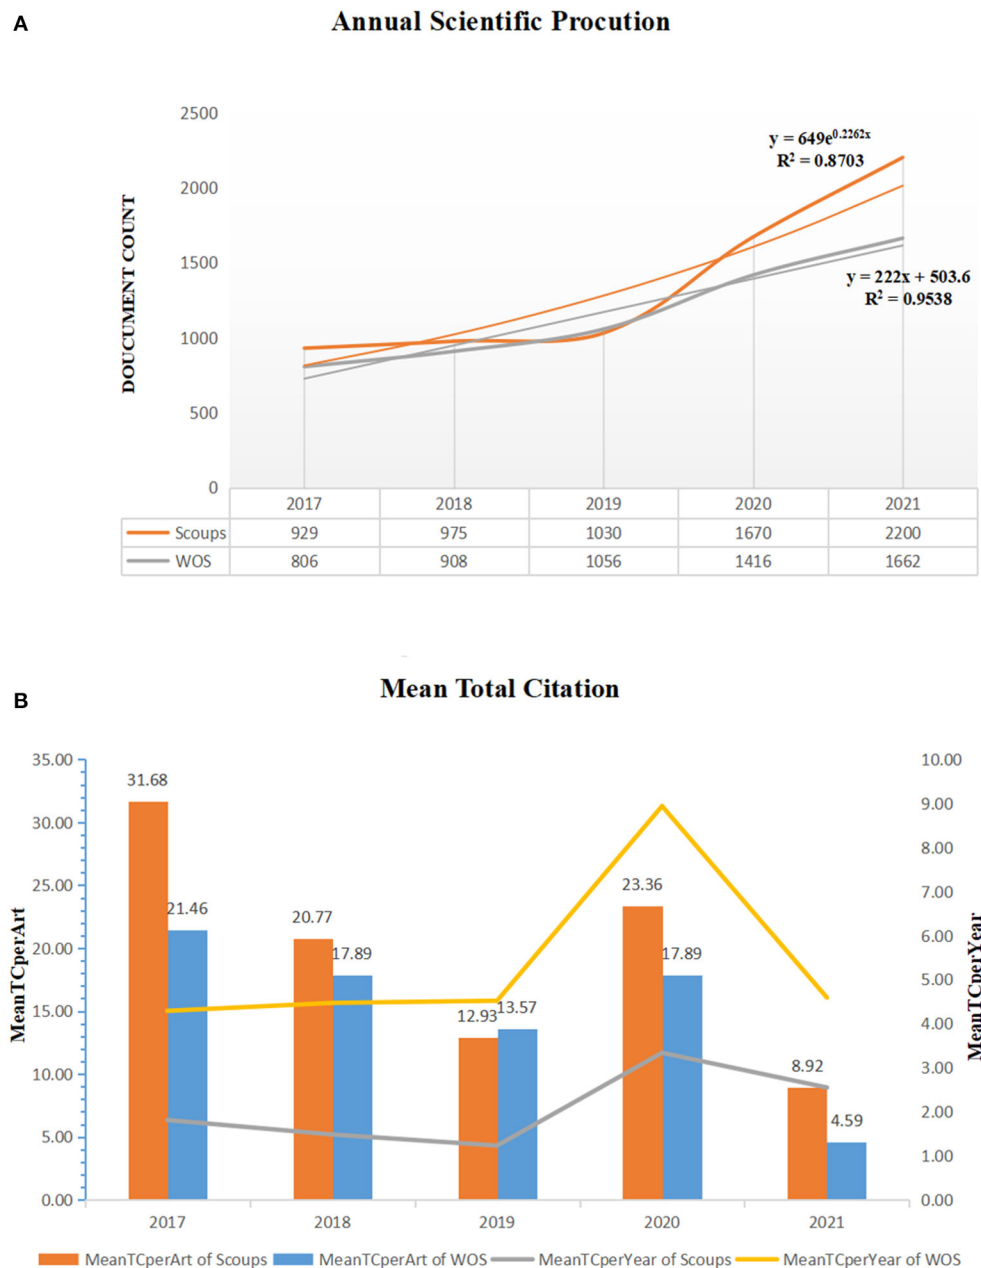 A
Annual Scientific Procution
2500
2000
1500
1000
500
0
DOUCUMENT COUNT
y = 649e^0.2262x
R² = 0.8703
y = 222x + 503.6
R² = 0.9538
2017 2018 2019 2020 2021
Scoups 929 975 1030 1670 2200
WOS 806 908 1056 1416 1662
B
Mean Total Citation
MeanTCperArt
35.00
30.00
25.00
20.00
15.00
10.00
5.00
0.00
31.68
21.46
20.77
17.89
12.93
13.57
23.36
17.89
8.92
4.59
10.00
9.00
8.00
7.00
6.00
5.00
4.00
3.00
2.00
1.00
0.00
MeanTCperYear
2017 2018 2019 2020 2021
MeanTCperArt of Scoups MeanTCperArt of WOS MeanTCperYear of Scoups MeanTCperYear of WOS